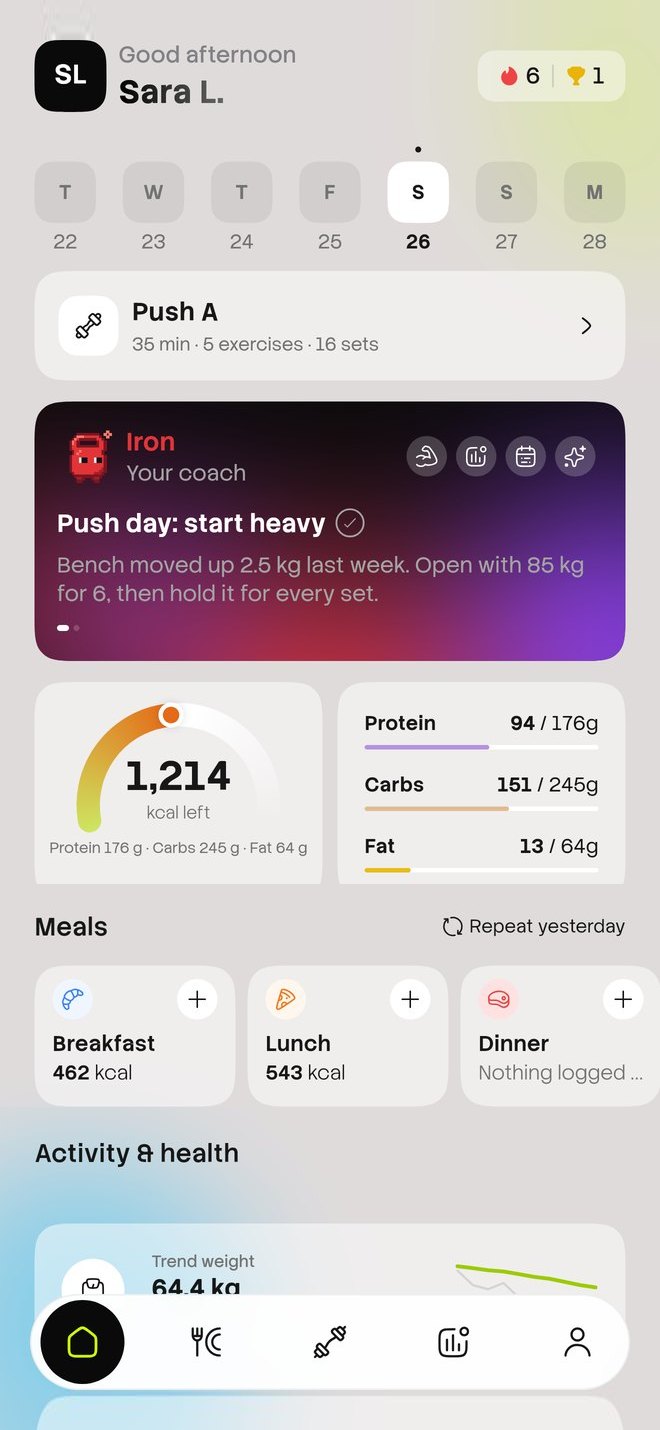 SL
Good afternoon
Sara L.
6
1
T W T F S S M
22 23 24 25 26 27 28
Push A
35 min · 5 exercises · 16 sets
Iron
Your coach
Push day: start heavy
Bench moved up 2.5 kg last week. Open with 85 kg
for 6, then hold it for every set.
1,214
kcal left
Protein 176 g · Carbs 245 g · Fat 64 g
Protein 94 / 176g
Carbs 151 / 245g
Fat 13 / 64g
Meals
Repeat yesterday
Breakfast
462 kcal
Lunch
543 kcal
Dinner
Nothing logged ...
Activity & health
Trend weight
64.4 kg